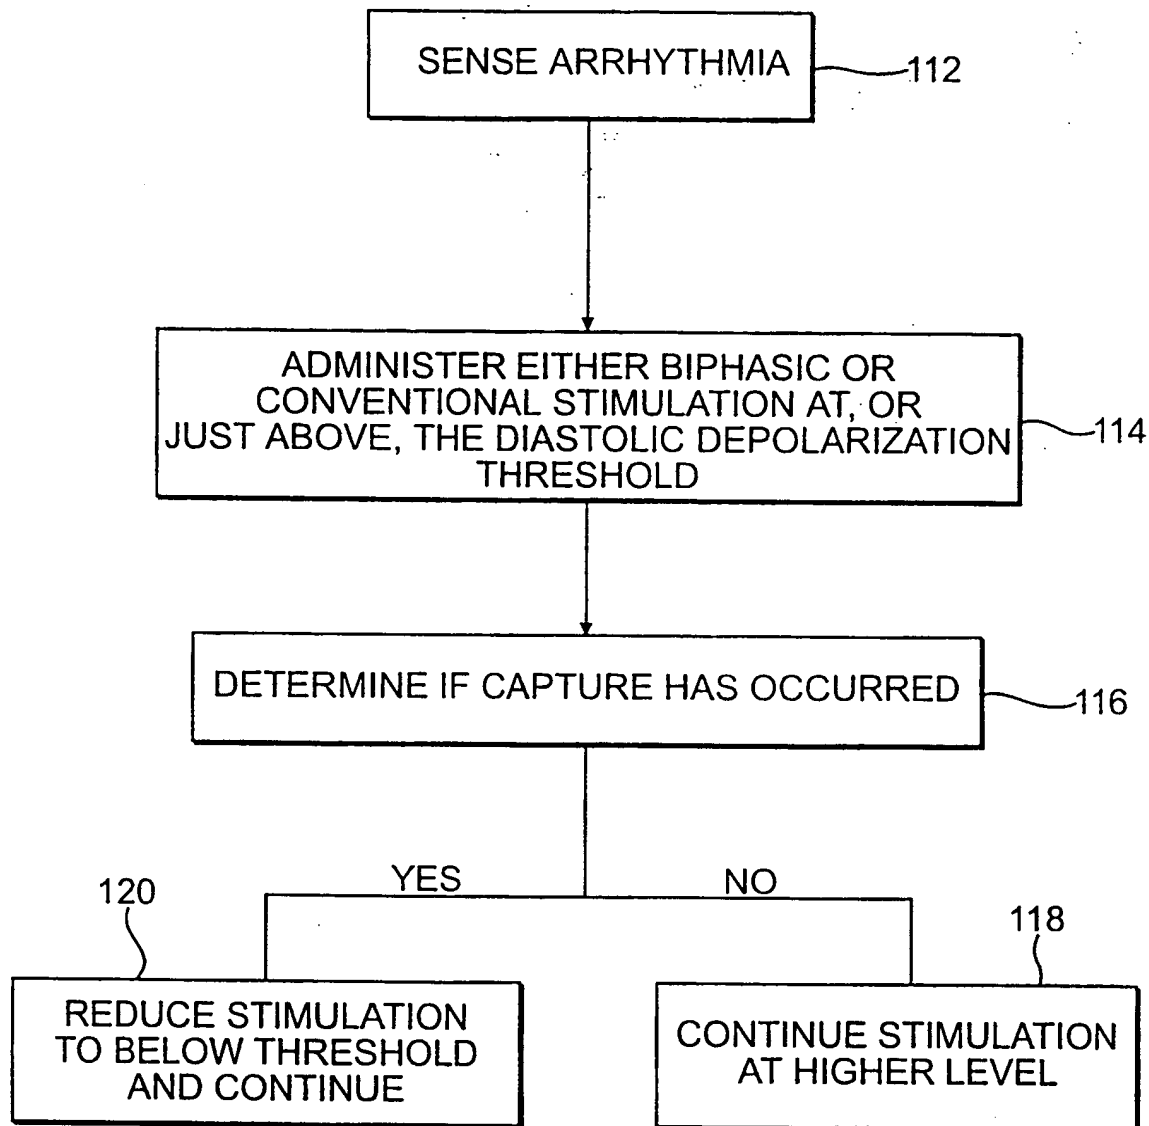 SENSE ARRHYTHMIA
112
ADMINISTER EITHER BIPHASIC OR
CONVENTIONAL STIMULATION AT, OR
JUST ABOVE, THE DIASTOLIC DEPOLARIZATION
THRESHOLD
114
DETERMINE IF CAPTURE HAS OCCURRED
116
YES
NO
120
118
REDUCE STIMULATION
TO BELOW THRESHOLD
AND CONTINUE
CONTINUE STIMULATION
AT HIGHER LEVEL